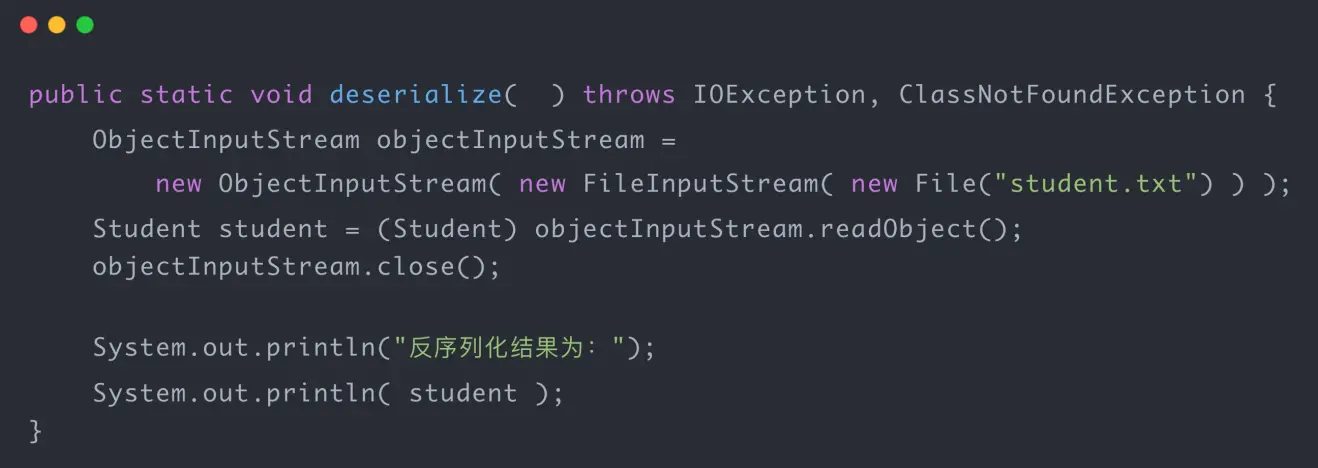 public static void deserialize(  ) throws IOException, ClassNotFoundException {
    ObjectInputStream objectInputStream =
        new ObjectInputStream( new FileInputStream( new File("student.txt") ) );
    Student student = (Student) objectInputStream.readObject();
    objectInputStream.close();

    System.out.println("反序列化结果为：");
    System.out.println( student );
}